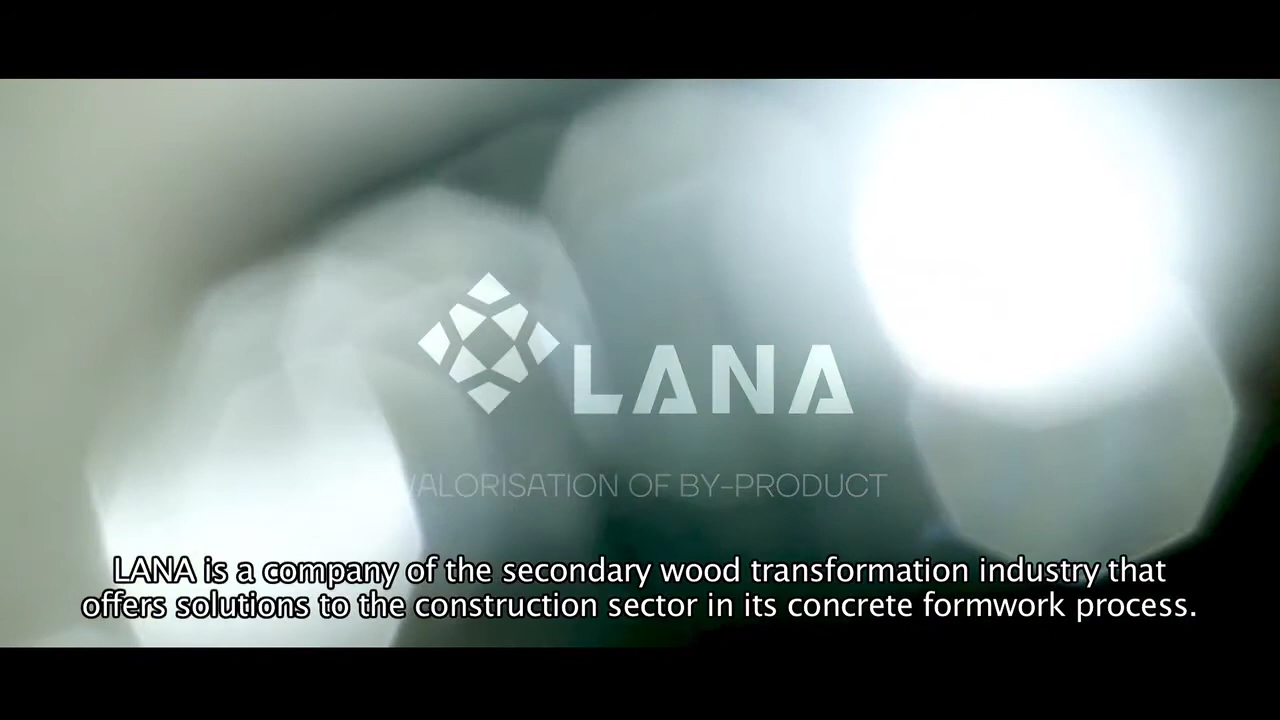 LANA
VALORISATION OF BY-PRODUCT
LANA is a company of the secondary wood transformation industry that
offers solutions to the construction sector in its concrete formwork process.